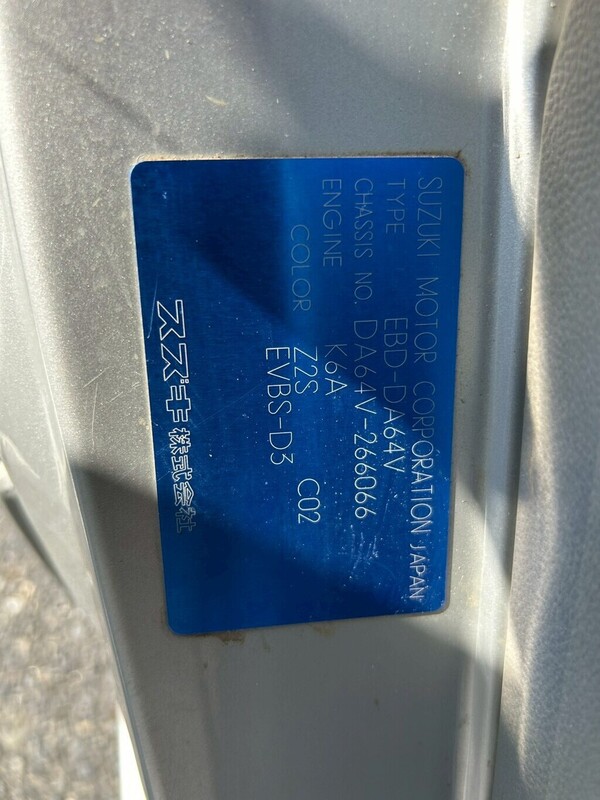 SUZUKI MOTOR CORPORATION JAPAN
TYPE EBD-DA64V
CHASSIS NO. DA64V-266066
ENGINE K6A
COLOR Z2S C02
EVBS-D3
スズキ株式会社